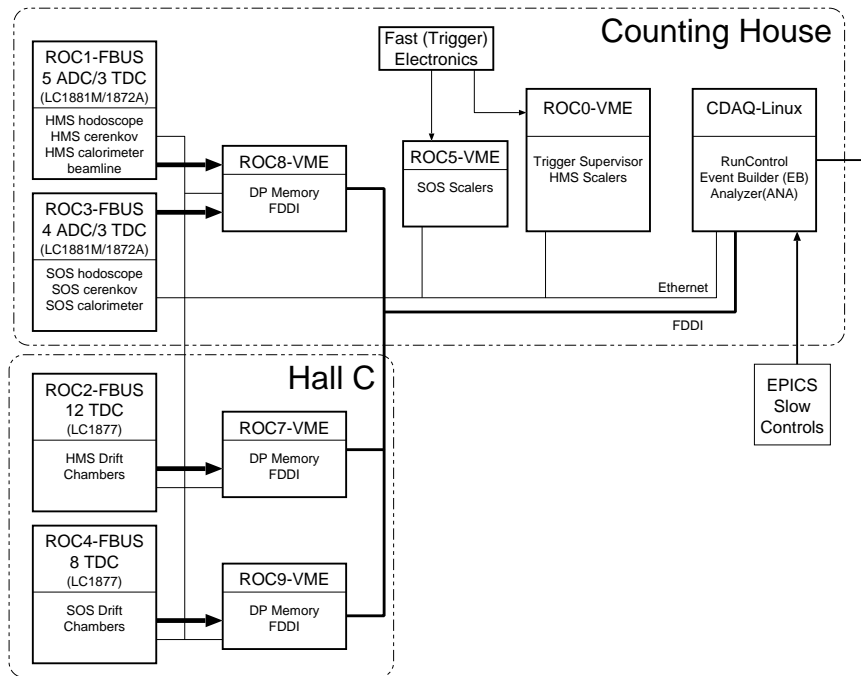 Counting House
ROC1-FBUS
5 ADC/3 TDC
(LC1881M/1872A)
HMS hodoscope
HMS cerenkov
HMS calorimeter
beamline
ROC3-FBUS
4 ADC/3 TDC
(LC1881M/1872A)
SOS hodoscope
SOS cerenkov
SOS calorimeter
ROC8-VME
DP Memory
FDDI
Fast (Trigger)
Electronics
ROC5-VME
SOS Scalers
ROC0-VME
Trigger Supervisor
HMS Scalers
CDAQ-Linux
RunControl
Event Builder (EB)
Analyzer(ANA)
Ethernet
FDDI
Hall C
ROC2-FBUS
12 TDC
(LC1877)
HMS Drift
Chambers
ROC7-VME
DP Memory
FDDI
ROC4-FBUS
8 TDC
(LC1877)
SOS Drift
Chambers
ROC9-VME
DP Memory
FDDI
EPICS
Slow
Controls